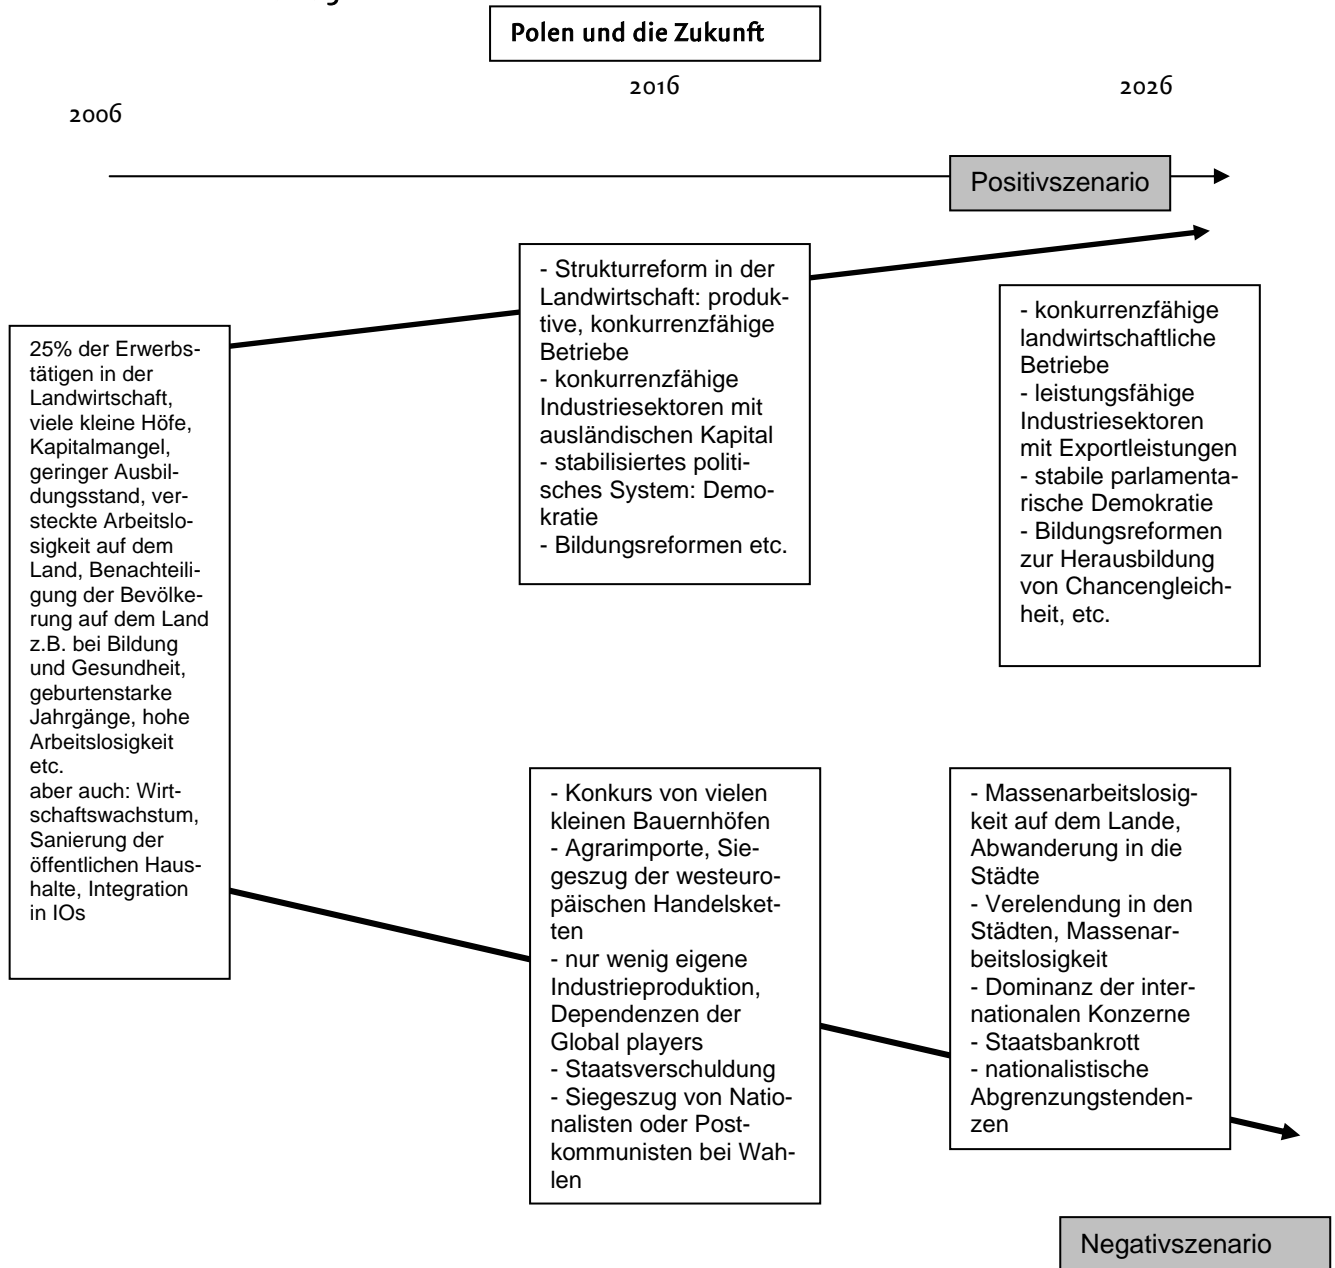 Polen und die Zukunft
2006
2016
2026
Positivszenario
25% der Erwerbs-
tätigen in der
Landwirtschaft,
viele kleine Höfe,
Kapitalmangel,
geringer Ausbil-
dungsstand, ver-
steckte Arbeitslo-
sigkeit auf dem
Land, Benachteili-
gung der Bevölke-
rung auf dem Land
z.B. bei Bildung
und Gesundheit,
geburtenstarke
Jahrgänge, hohe
Arbeitslosigkeit
etc.
aber auch: Wirt-
schaftswachstum,
Sanierung der
öffentlichen Haus-
halte, Integration
in IOs
- Strukturreform in der
Landwirtschaft: produk-
tive, konkurrenzfähige
Betriebe
- konkurrenzfähige
Industriesektoren mit
ausländischen Kapital
- stabilisiertes politi-
sches System: Demo-
kratie
- Bildungsreformen etc.
- konkurrenzfähige
landwirtschaftliche
Betriebe
- leistungsfähige
Industriesektoren
mit Exportleistungen
- stabile parlamenta-
rische Demokratie
- Bildungsreformen
zur Herausbildung
von Chancengleich-
heit, etc.
- Konkurs von vielen
kleinen Bauernhöfen
- Agrarimporte, Sie-
geszug der westeuro-
päischen Handelsket-
ten
- nur wenig eigene
Industrieproduktion,
Dependenzen der
Global players
- Staatsverschuldung
- Siegeszug von Natio-
nalisten oder Post-
kommunisten bei Wah-
len
- Massenarbeitslosig-
keit auf dem Lande,
Abwanderung in die
Städte
- Verelendung in den
Städten, Massenar-
beitslosigkeit
- Dominanz der inter-
nationalen Konzerne
- Staatsbankrott
- nationalistische
Abgrenzungstenden-
zen
Negativszenario